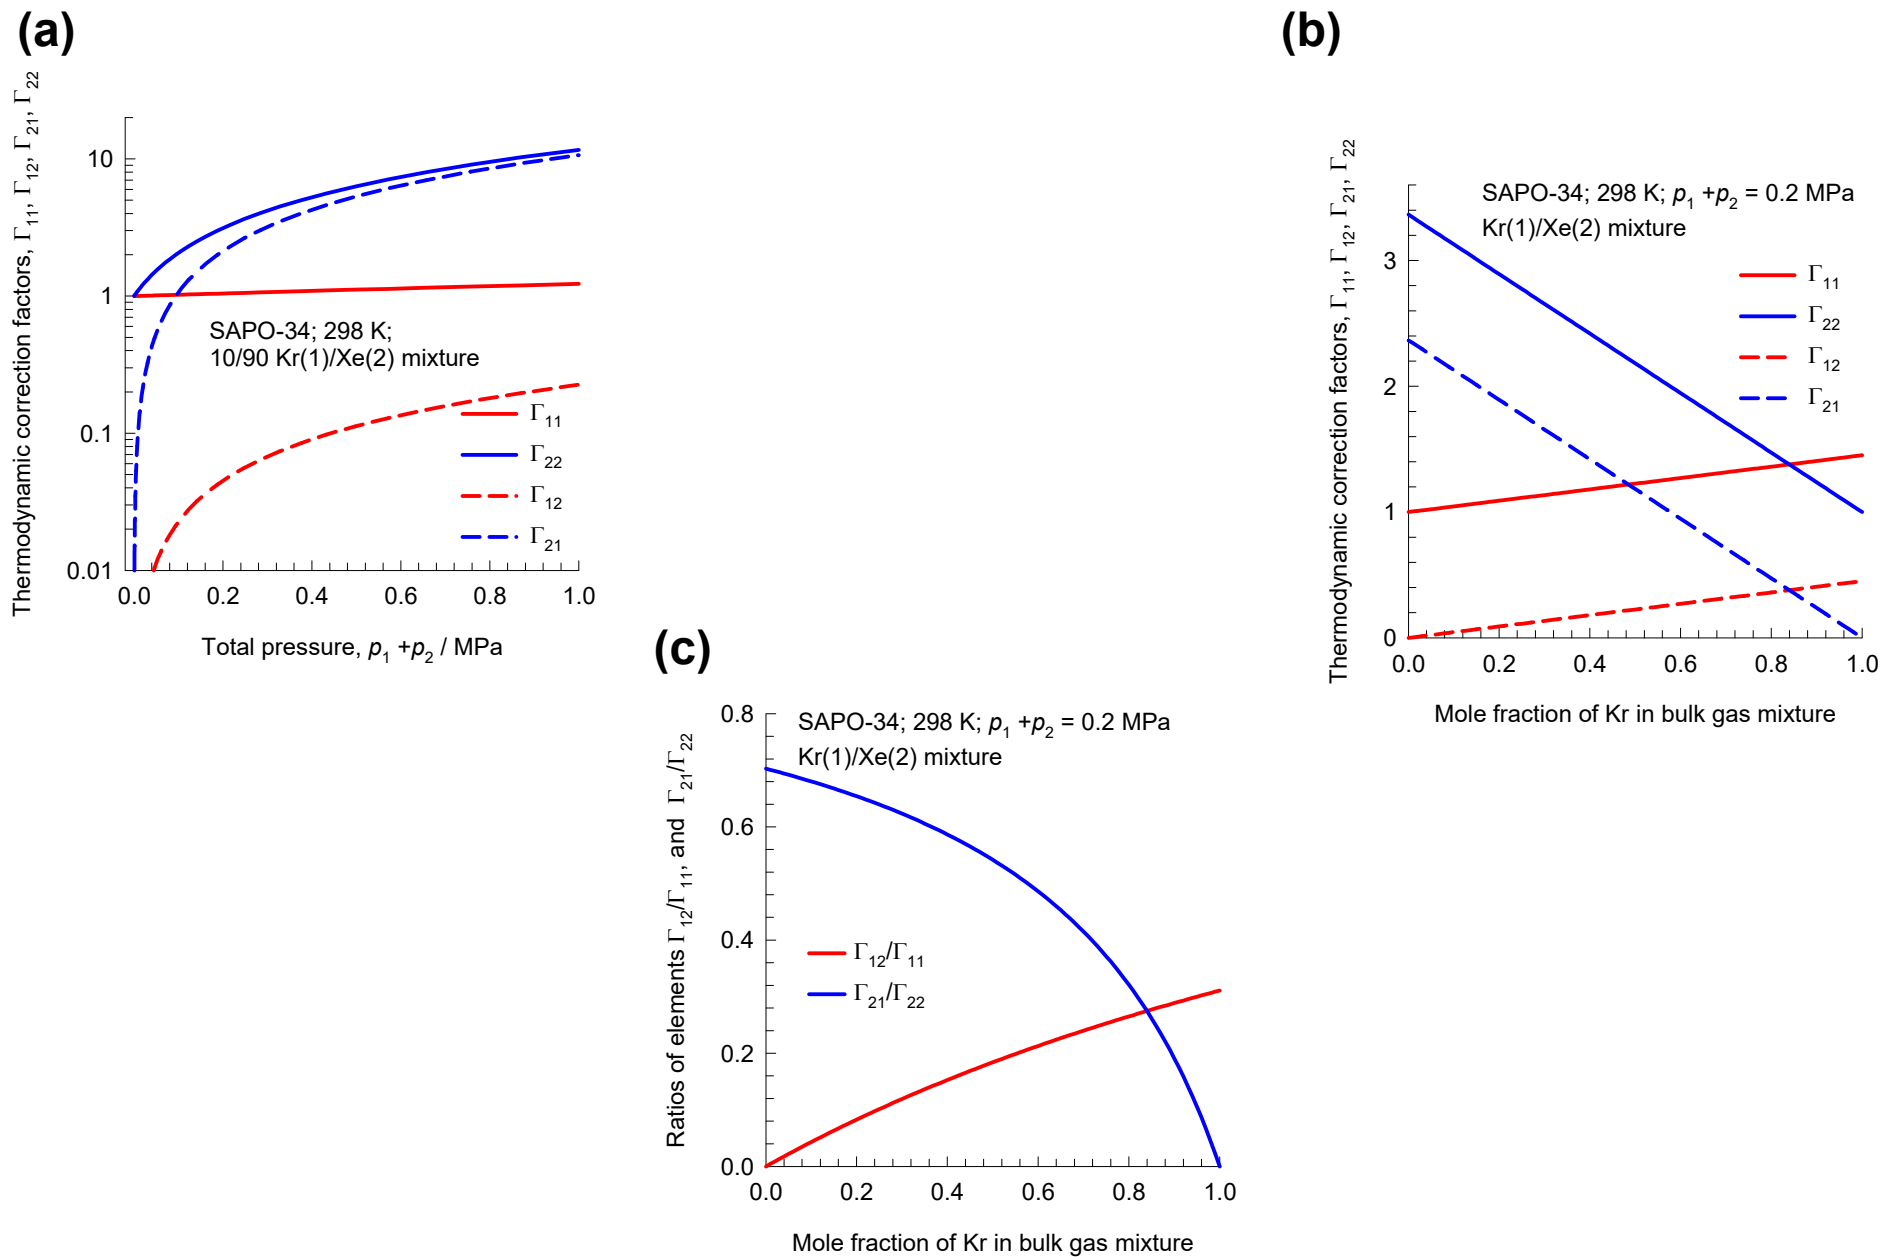 (a)
Thermodynamic correction factors, Γ11, Γ12, Γ21, Γ22
10
1
0.1
0.01
SAPO-34; 298 K;
10/90 Kr(1)/Xe(2) mixture
Γ11
Γ22
Γ12
Γ21
0.0 0.2 0.4 0.6 0.8 1.0
Total pressure, p1 +p2 / MPa
(b)
Thermodynamic correction factors, Γ11, Γ12, Γ21, Γ22
3
2
1
0
SAPO-34; 298 K; p1 +p2 = 0.2 MPa
Kr(1)/Xe(2) mixture
Γ11
Γ22
Γ12
Γ21
0.0 0.2 0.4 0.6 0.8 1.0
Mole fraction of Kr in bulk gas mixture
(c)
Ratios of elements Γ12/Γ11, and Γ21/Γ22
0.8
0.6
0.4
0.2
0.0
SAPO-34; 298 K; p1 +p2 = 0.2 MPa
Kr(1)/Xe(2) mixture
Γ12/Γ11
Γ21/Γ22
0.0 0.2 0.4 0.6 0.8 1.0
Mole fraction of Kr in bulk gas mixture